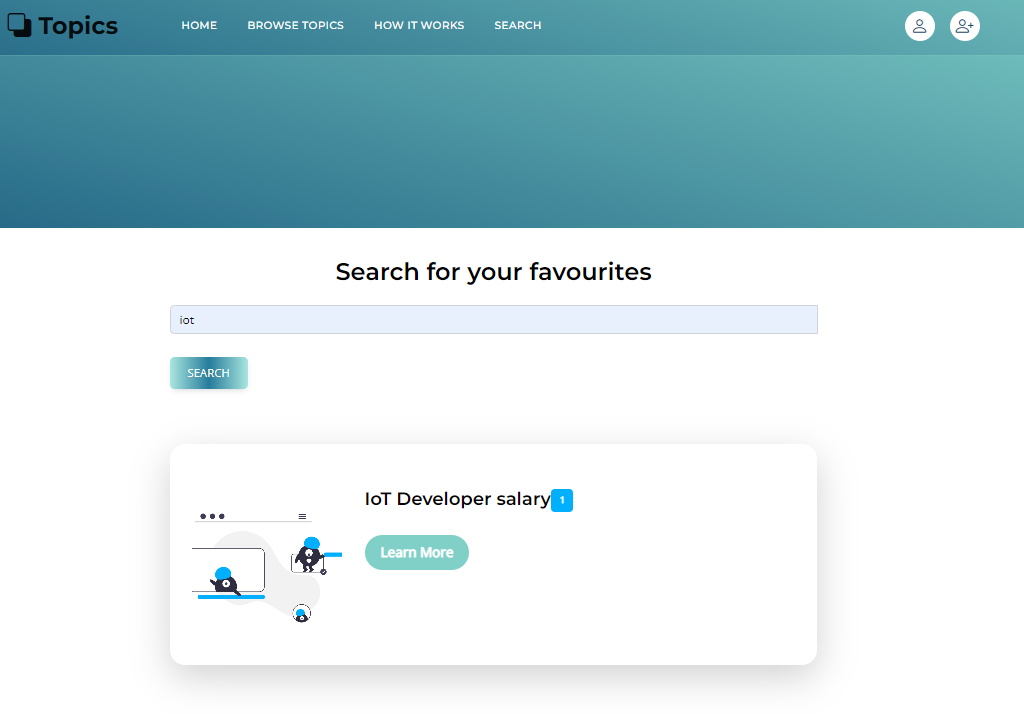 Topics
HOME BROWSE TOPICS HOW IT WORKS SEARCH
Search for your favourites
iot
SEARCH
IoT Developer salary 1
Learn More